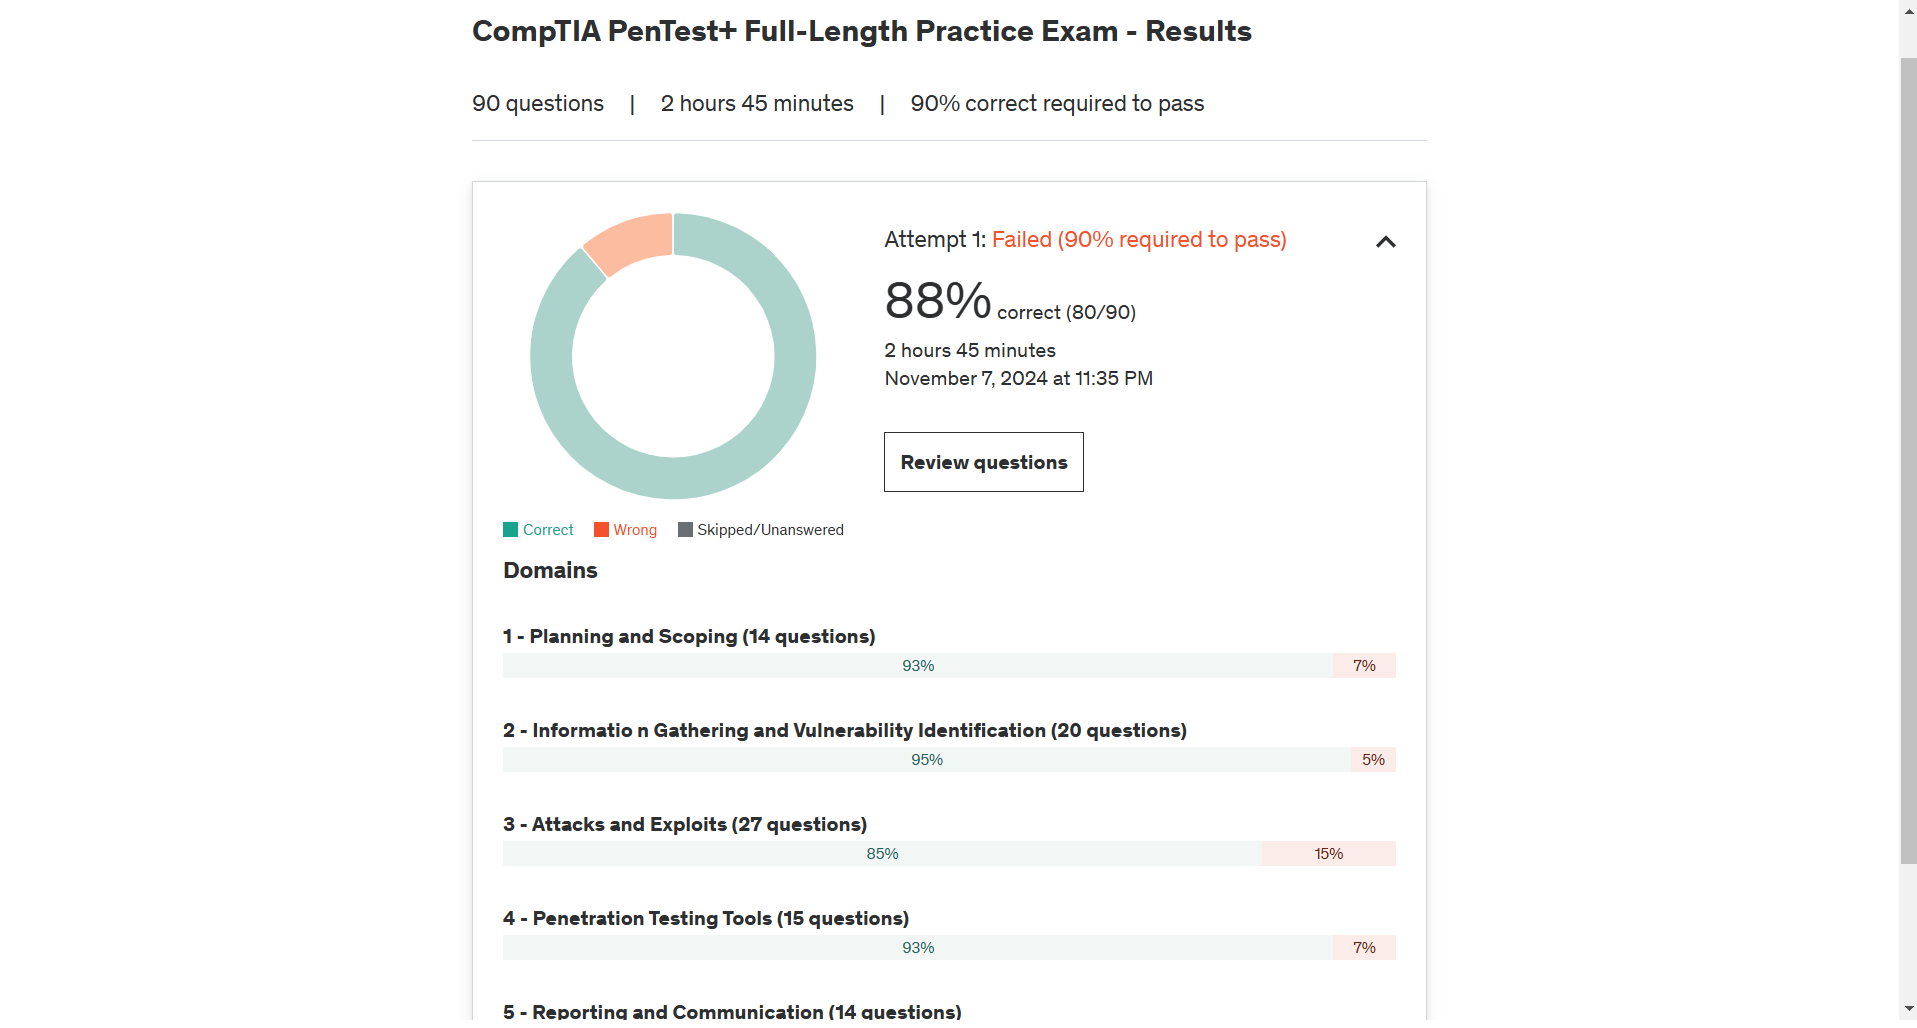 CompTIA PenTest+ Full-Length Practice Exam - Results
90 questions | 2 hours 45 minutes | 90% correct required to pass
Attempt 1: Failed (90% required to pass)
88% correct (80/90)
2 hours 45 minutes
November 7, 2024 at 11:35 PM
Review questions
Correct Wrong Skipped/Unanswered
Domains
1 - Planning and Scoping (14 questions)
93% 7%
2 - Informatio n Gathering and Vulnerability Identification (20 questions)
95% 5%
3 - Attacks and Exploits (27 questions)
85% 15%
4 - Penetration Testing Tools (15 questions)
93% 7%
5 - Reporting and Communication (14 questions)